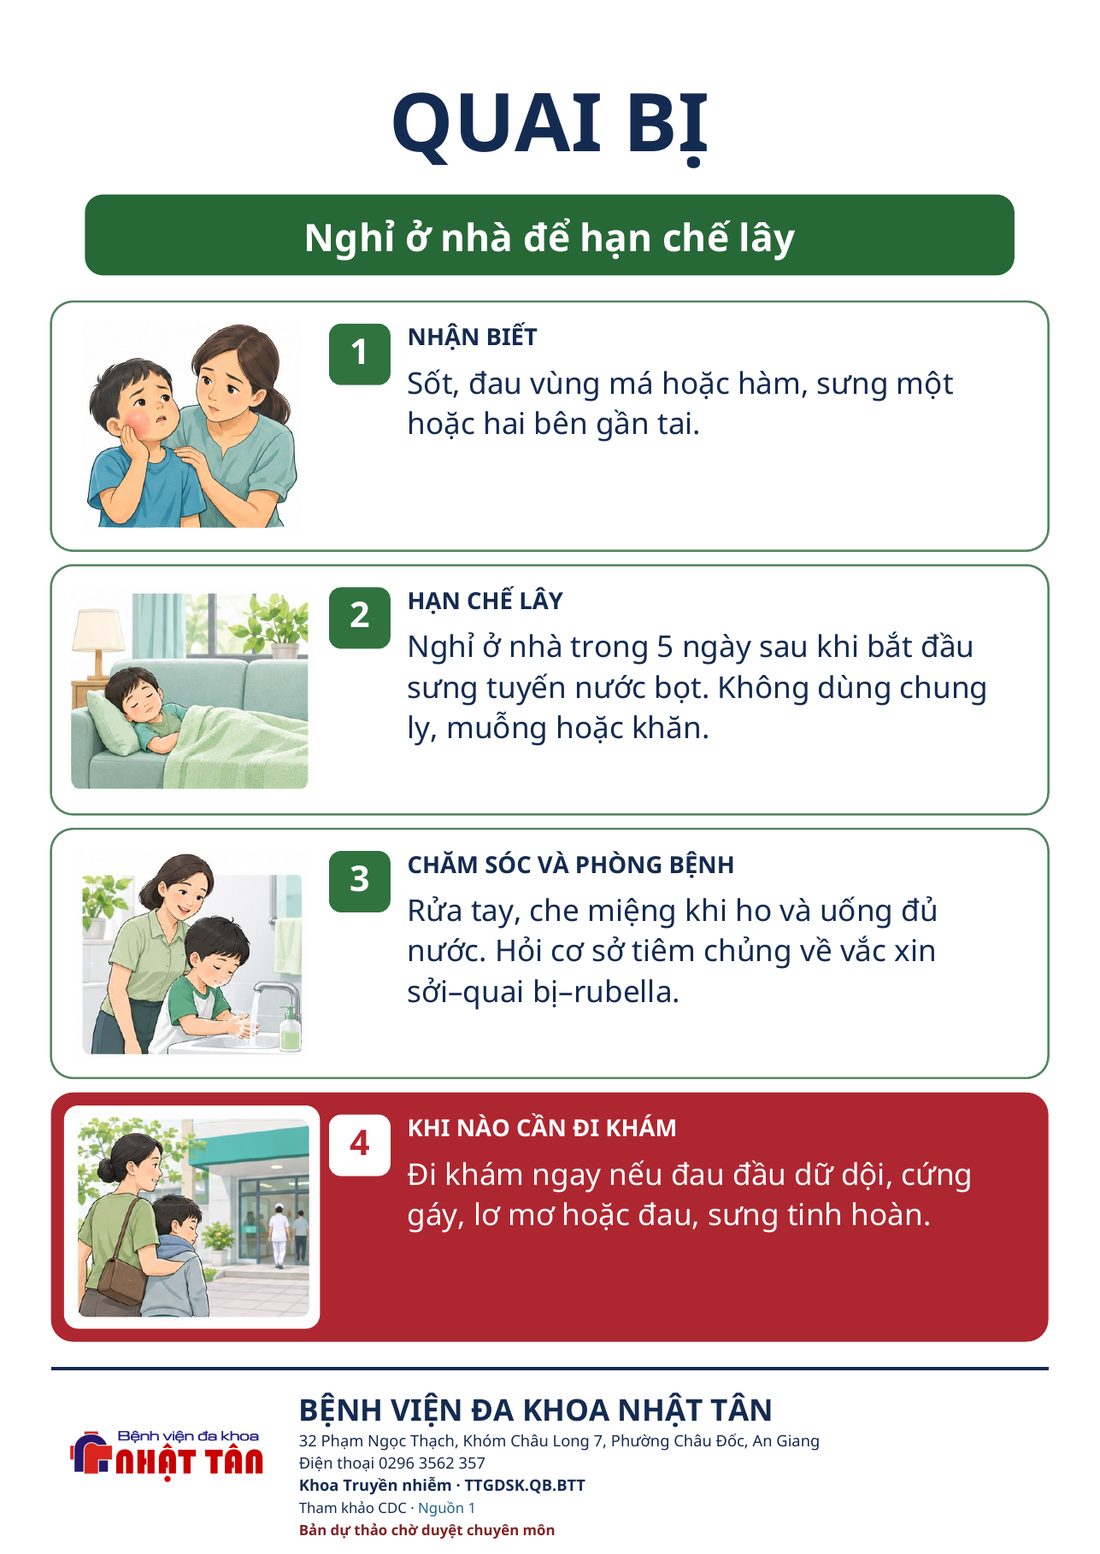 QUAI BỊ
Nghỉ ở nhà để hạn chế lây
1
NHẬN BIẾT
Sốt, đau vùng má hoặc hàm, sưng một
hoặc hai bên gần tai.
2
HẠN CHẾ LÂY
Nghỉ ở nhà trong 5 ngày sau khi bắt đầu
sưng tuyến nước bọt. Không dùng chung
ly, muỗng hoặc khăn.
3
CHĂM SÓC VÀ PHÒNG BỆNH
Rửa tay, che miệng khi ho và uống đủ
nước. Hỏi cơ sở tiêm chủng về vắc xin
sởi–quai bị–rubella.
4
KHI NÀO CẦN ĐI KHÁM
Đi khám ngay nếu đau đầu dữ dội, cứng
gáy, lơ mơ hoặc đau, sưng tinh hoàn.
Bệnh viện đa khoa
NHẬT TÂN
BỆNH VIỆN ĐA KHOA NHẬT TÂN
32 Phạm Ngọc Thạch, Khóm Châu Long 7, Phường Châu Đốc, An Giang
Điện thoại 0296 3562 357
Khoa Truyền nhiễm · TTGDSK.QB.BTT
Tham khảo CDC · Nguồn 1
Bản dự thảo chờ duyệt chuyên môn